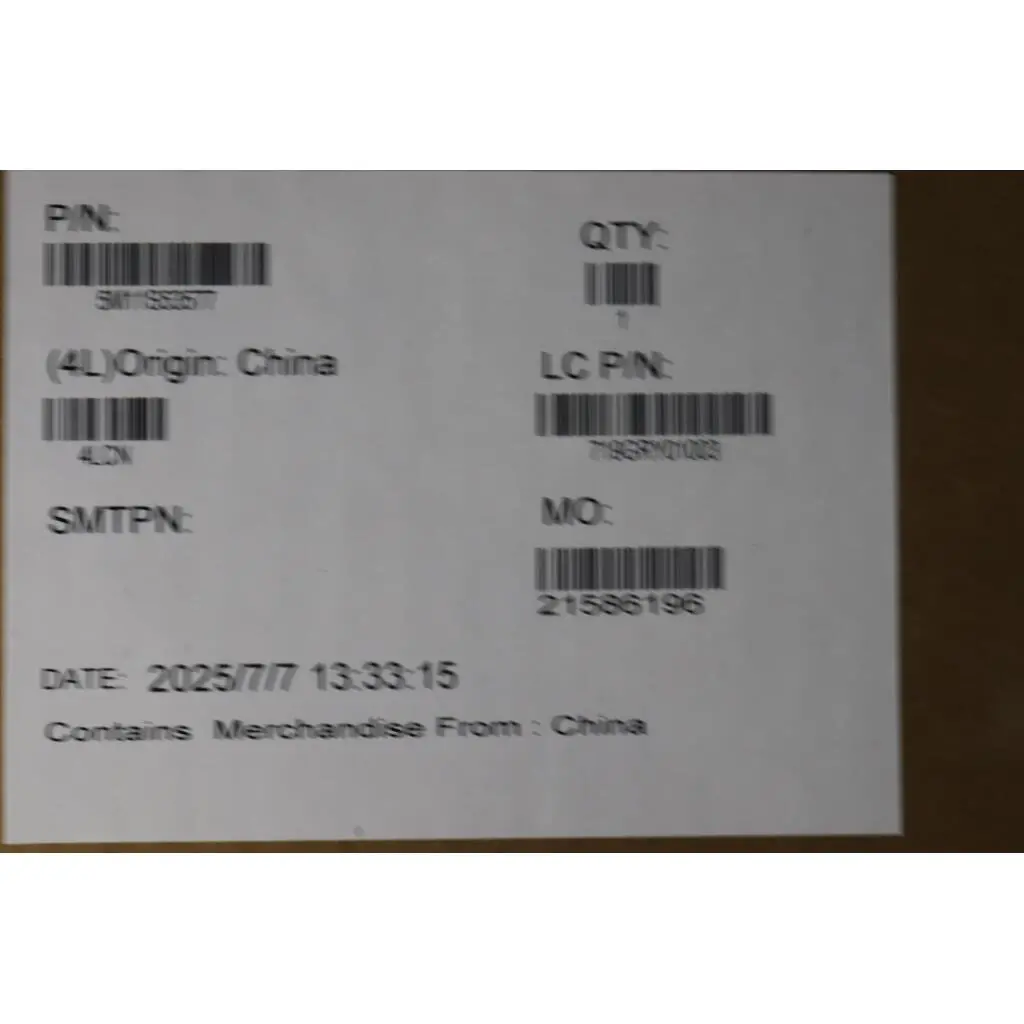 P/N:
QTY:
1
(4L)Origin: China
LC P/N:
4LCN
SMTPN:
MO:
21586196
DATE: 2025/7/7 13:33:15
Contains Merchandise From : China